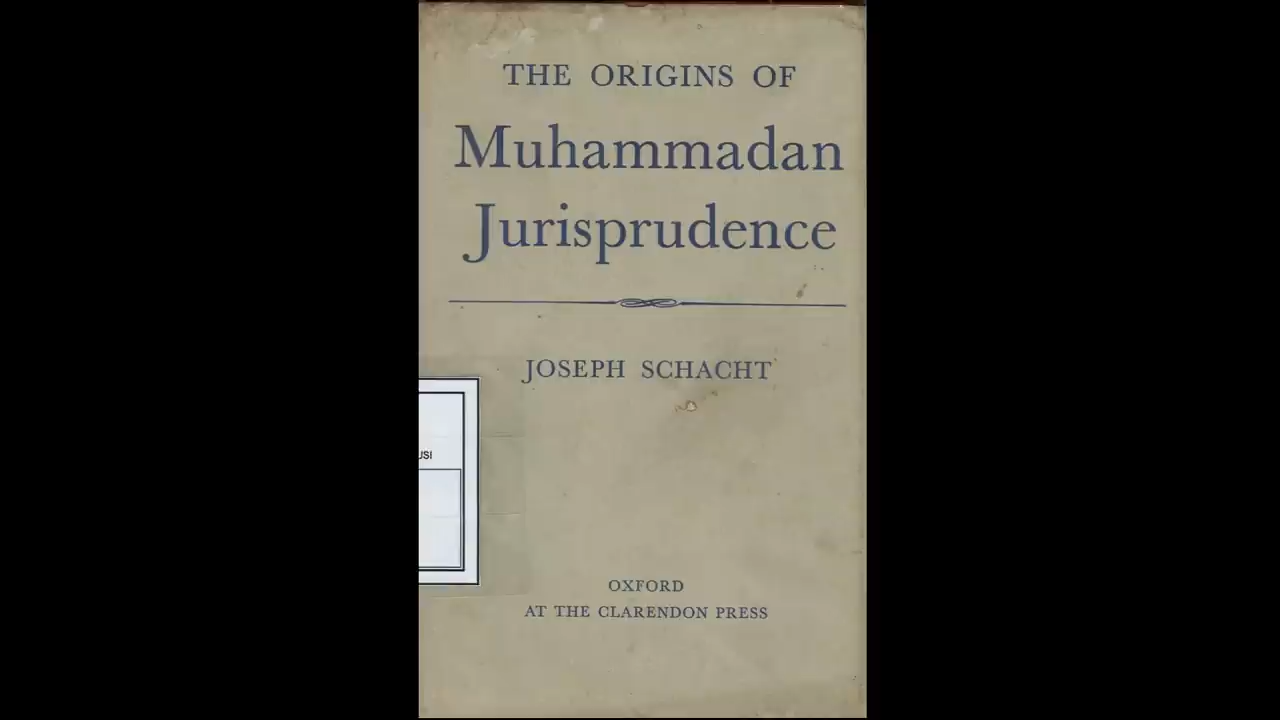 THE ORIGINS OF
Muhammadan
Jurisprudence
JOSEPH SCHACHT
OXFORD
AT THE CLARENDON PRESS